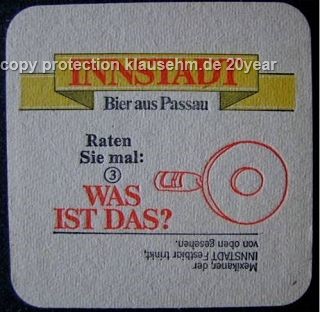 copy protection klausehm.de 20year
INNSTADT
Bier aus Passau
Raten
Sie mal:
3
WAS
IST DAS?
Mexikaner, der
INNSTADT Festbier trinkt,
von oben gesehen.